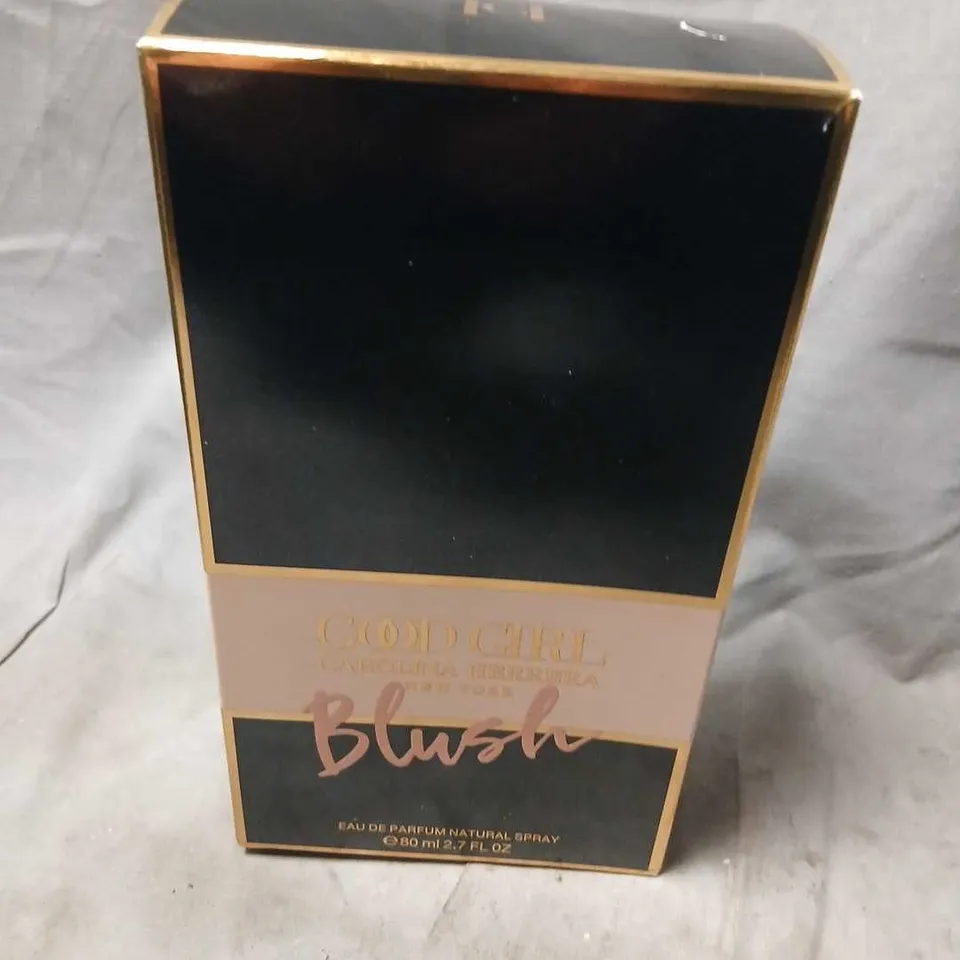 GOOD GIRL
CAROLINA HERRERA
NEW YORK
Blush
EAU DE PARFUM NATURAL SPRAY
℮80 ml 2.7 FL OZ